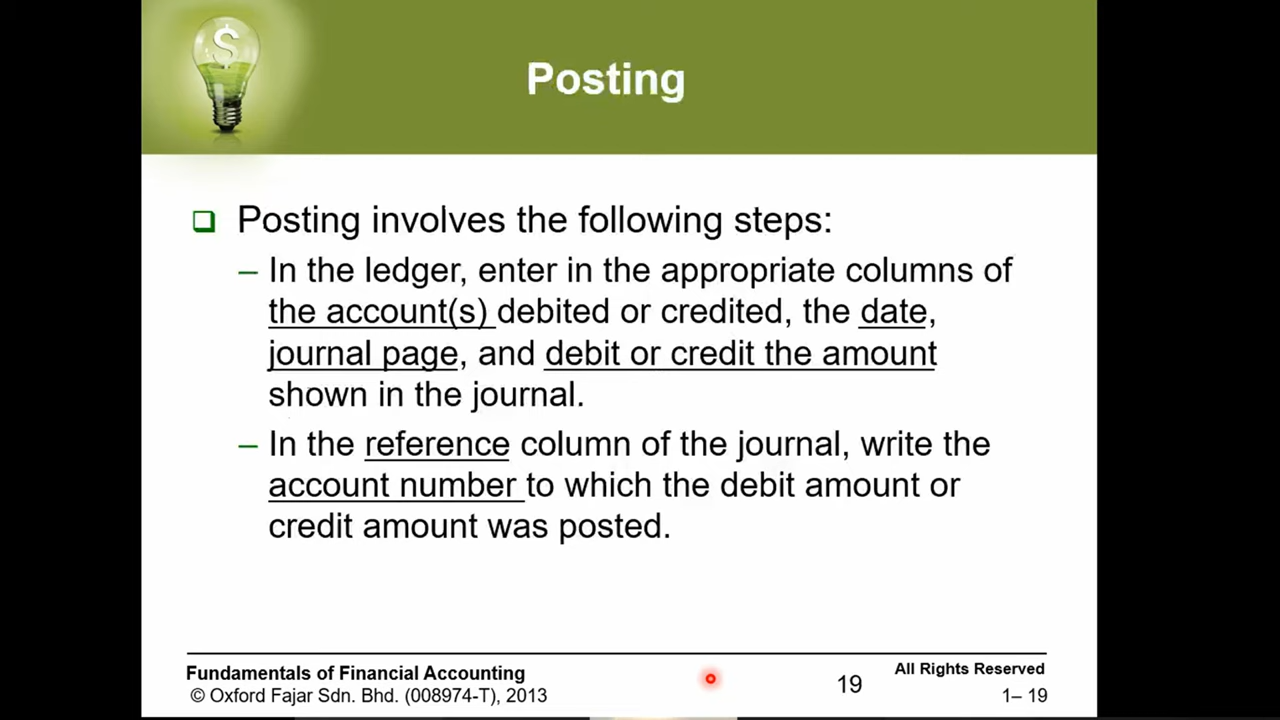 $
Posting
Posting involves the following steps:
– In the ledger, enter in the appropriate columns of
the account(s) debited or credited, the date,
journal page, and debit or credit the amount
shown in the journal.
– In the reference column of the journal, write the
account number to which the debit amount or
credit amount was posted.
Fundamentals of Financial Accounting
© Oxford Fajar Sdn. Bhd. (008974-T), 2013
19
All Rights Reserved
1– 19